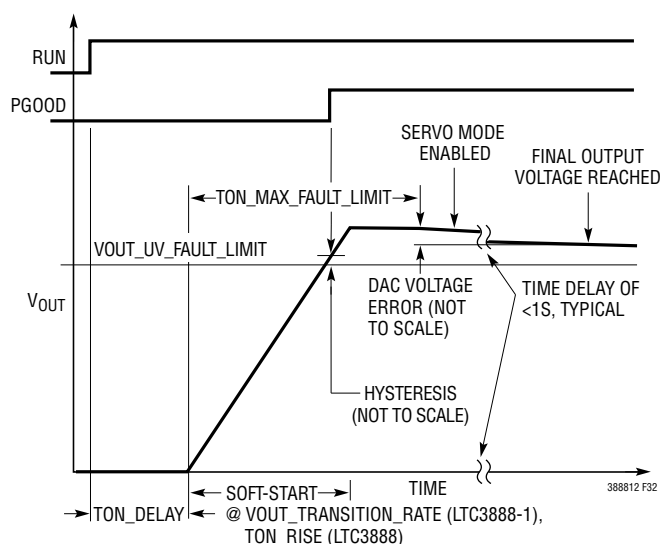 RUN
PGOOD
SERVO MODE
ENABLED
FINAL OUTPUT
VOLTAGE REACHED
TON_MAX_FAULT_LIMIT
VOUT_UV_FAULT_LIMIT
VOUT
DAC VOLTAGE
ERROR (NOT
TO SCALE)
TIME DELAY OF
<1S, TYPICAL
HYSTERESIS
(NOT TO SCALE)
SOFT-START
TIME
388812 F32
TON_DELAY
@ VOUT_TRANSITION_RATE (LTC3888-1),
TON_RISE (LTC3888)